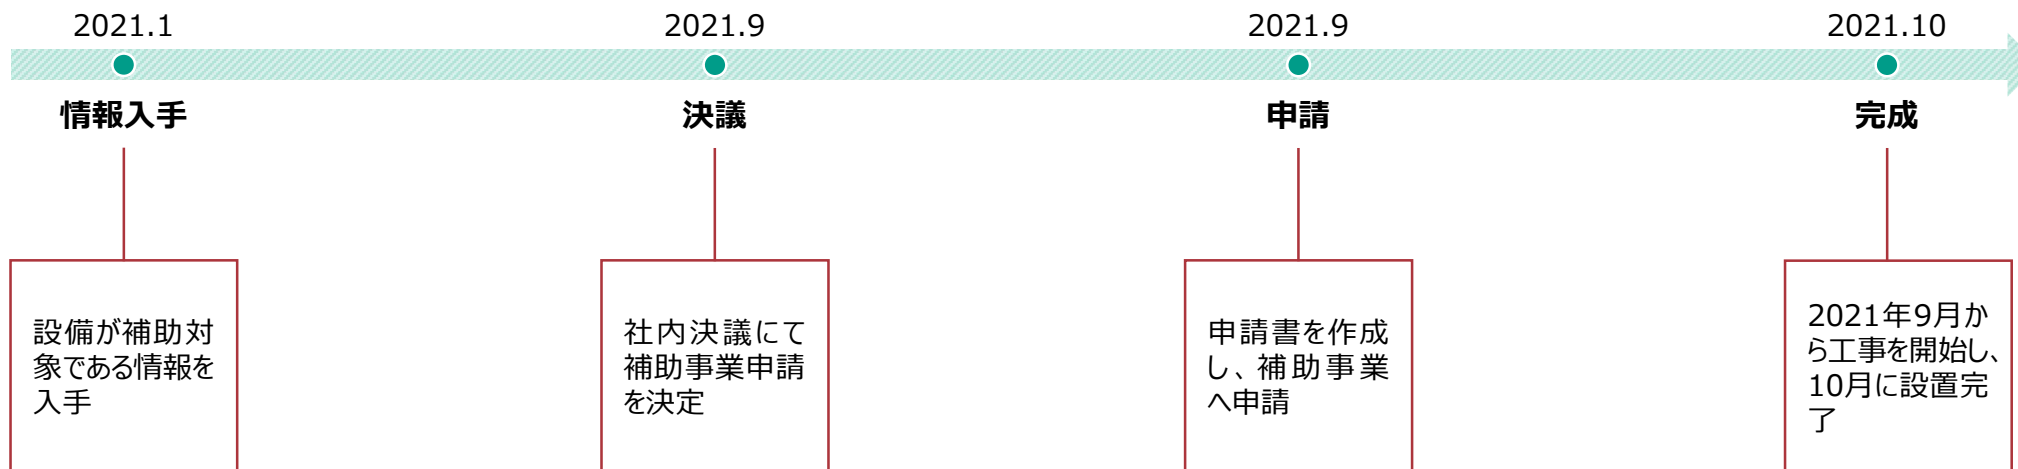 2021.1
情報入手
設備が補助対
象である情報を
入手
2021.9
決議
社内決議にて
補助事業申請
を決定
2021.9
申請
申請書を作成
し、補助事業
へ申請
2021.10
完成
2021年9月か
ら工事を開始し、
10月に設置完
了